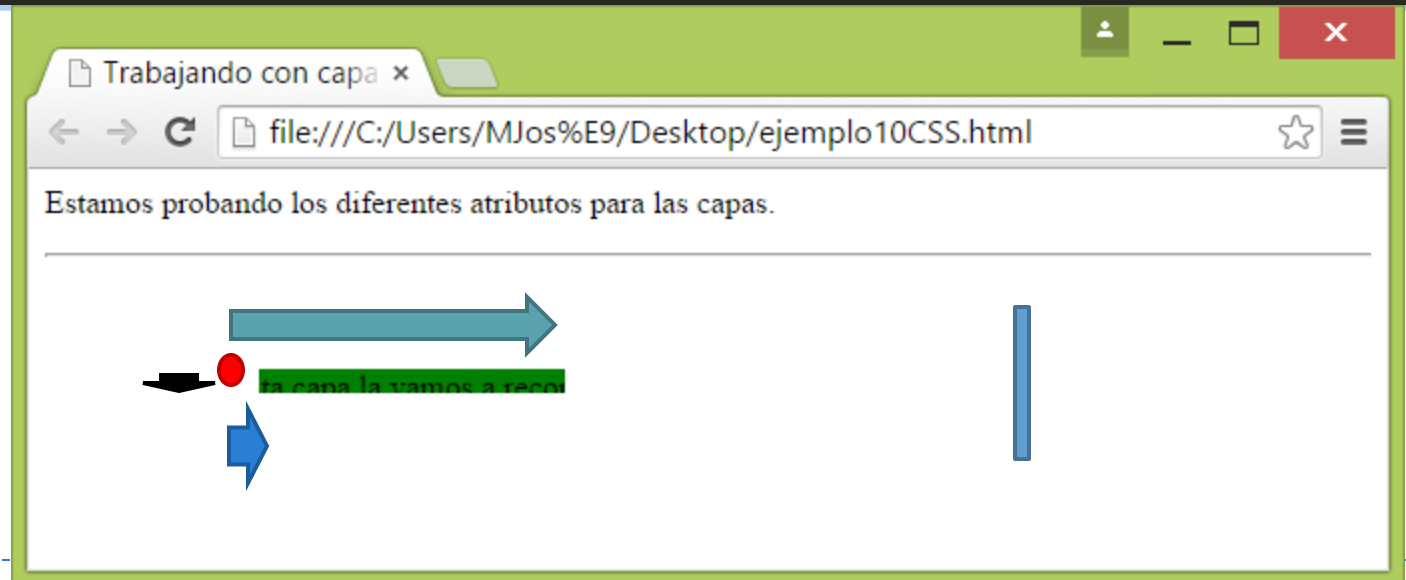 Trabajando con capa
file:///C:/Users/MJos%E9/Desktop/ejemplo10CSS.html
Estamos probando los diferentes atributos para las capas.
ta capa la vamos a recor